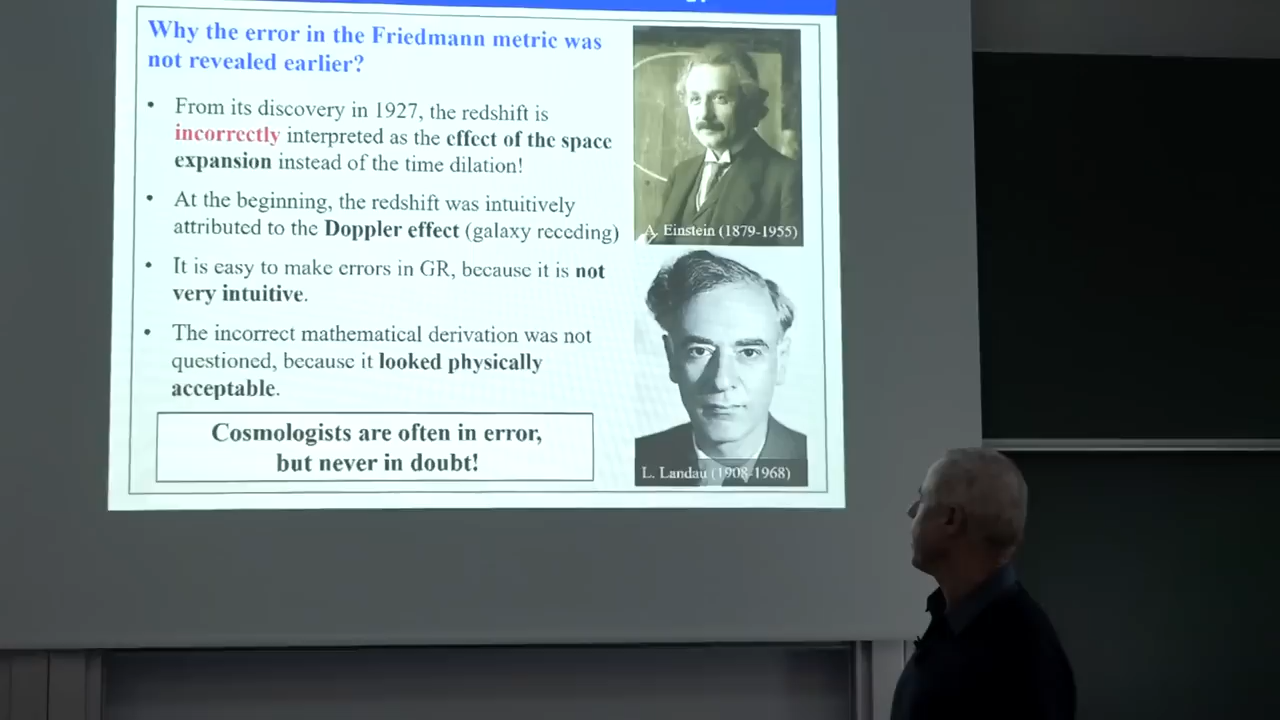 Why the error in the Friedmann metric was
not revealed earlier?
• From its discovery in 1927, the redshift is
incorrectly interpreted as the effect of the space
expansion instead of the time dilation!
• At the beginning, the redshift was intuitively
attributed to the Doppler effect (galaxy receding)
• It is easy to make errors in GR, because it is not
very intuitive.
• The incorrect mathematical derivation was not
questioned, because it looked physically
acceptable.
Cosmologists are often in error,
but never in doubt!
A. Einstein (1879-1955)
L. Landau (1908-1968)